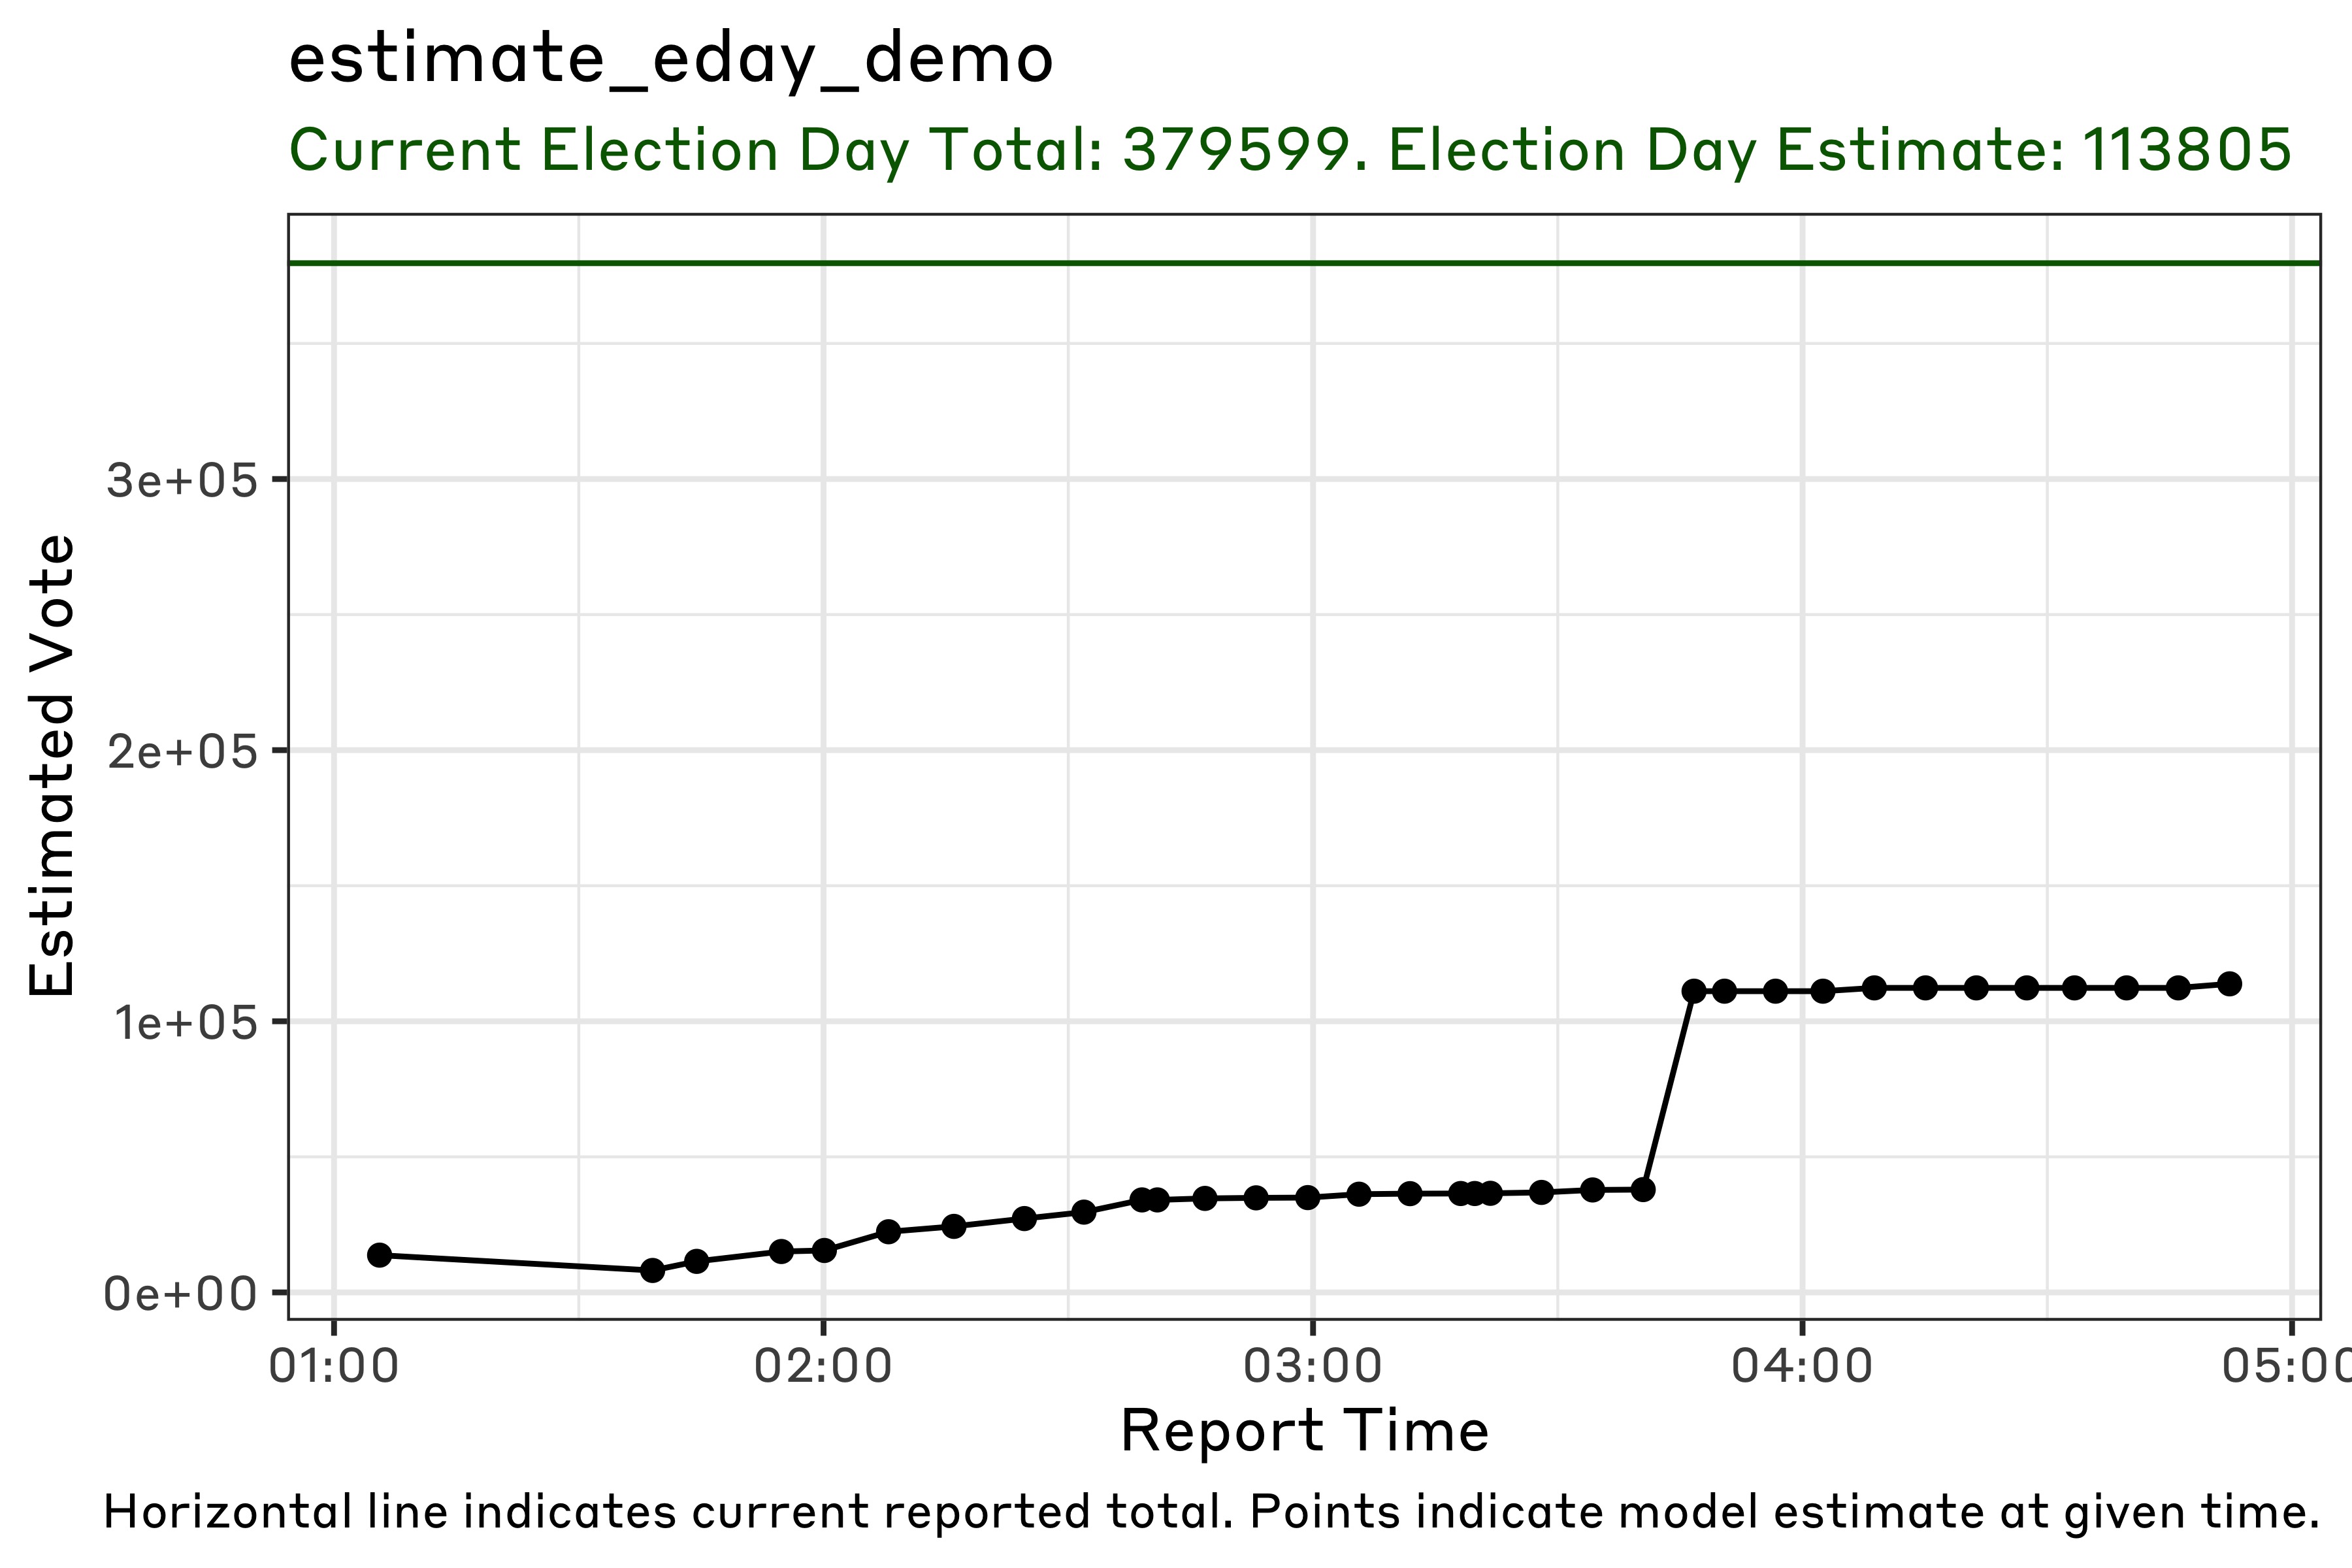 estimate_eday_demo
Current Election Day Total: 379599. Election Day Estimate: 113805
Estimated Vote
3e+05
2e+05
1e+05
0e+00
01:00 02:00 03:00 04:00 05:00
Report Time
Horizontal line indicates current reported total. Points indicate model estimate at given time.